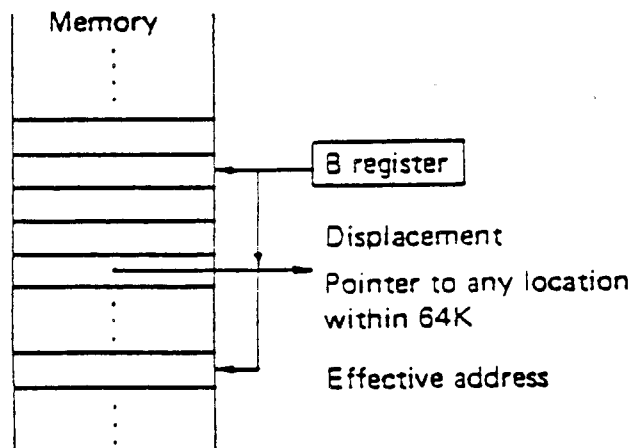 Memory
B register
Displacement
Pointer to any location
within 64K
Effective address